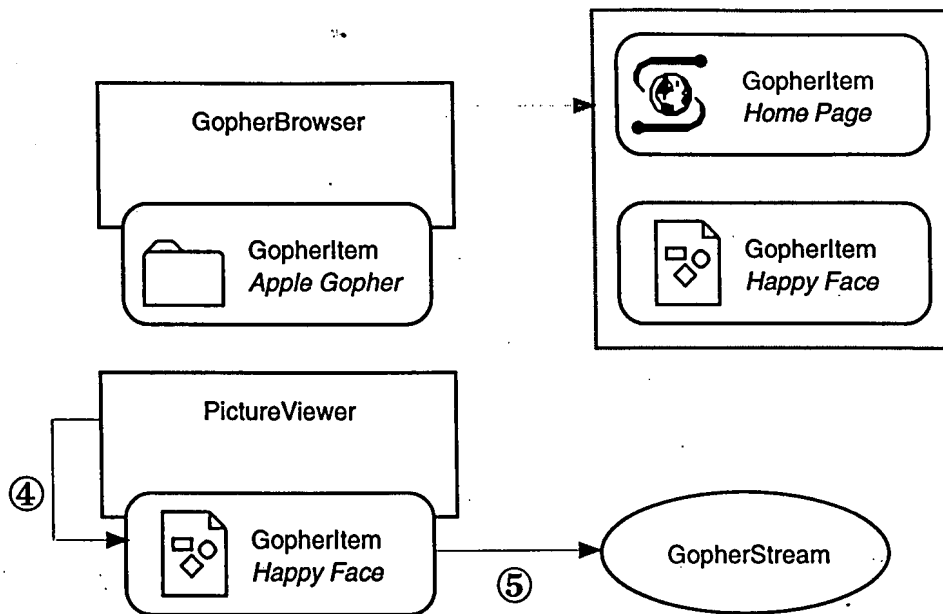 GopherBrowser
GopherItem
Apple Gopher
GopherItem
Home Page
GopherItem
Happy Face
PictureViewer
④
GopherItem
Happy Face
⑤
GopherStream